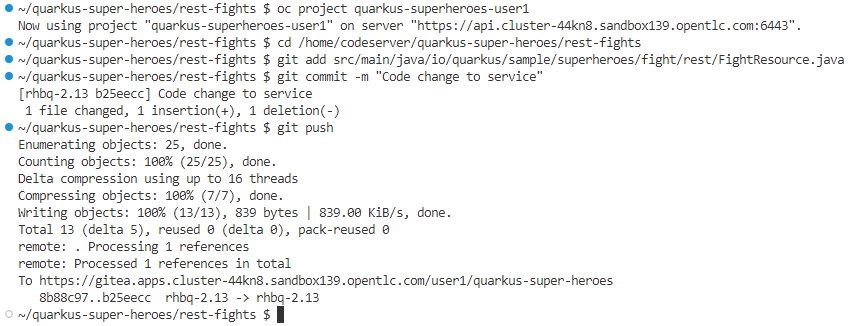 ~/quarkus-super-heroes/rest-fights $ oc project quarkus-superheroes-user1
Now using project "quarkus-superheroes-user1" on server "https://api.cluster-44kn8.sandbox139.opentlc.com:6443".
~/quarkus-super-heroes/rest-fights $ cd /home/codeserver/quarkus-super-heroes/rest-fights
~/quarkus-super-heroes/rest-fights $ git add src/main/java/io/quarkus/sample/superheroes/fight/rest/FightResource.java
~/quarkus-super-heroes/rest-fights $ git commit -m "Code change to service"
[rhbq-2.13 b25eecc] Code change to service
1 file changed, 1 insertion(+), 1 deletion(-)
~/quarkus-super-heroes/rest-fights $ git push
Enumerating objects: 25, done.
Counting objects: 100% (25/25), done.
Delta compression using up to 16 threads
Compressing objects: 100% (7/7), done.
Writing objects: 100% (13/13), 839 bytes | 839.00 KiB/s, done.
Total 13 (delta 5), reused 0 (delta 0), pack-reused 0
remote: . Processing 1 references
remote: Processed 1 references in total
To https://gitea.apps.cluster-44kn8.sandbox139.opentlc.com/user1/quarkus-super-heroes
8b88c97..b25eecc  rhbq-2.13 -> rhbq-2.13
~/quarkus-super-heroes/rest-fights $